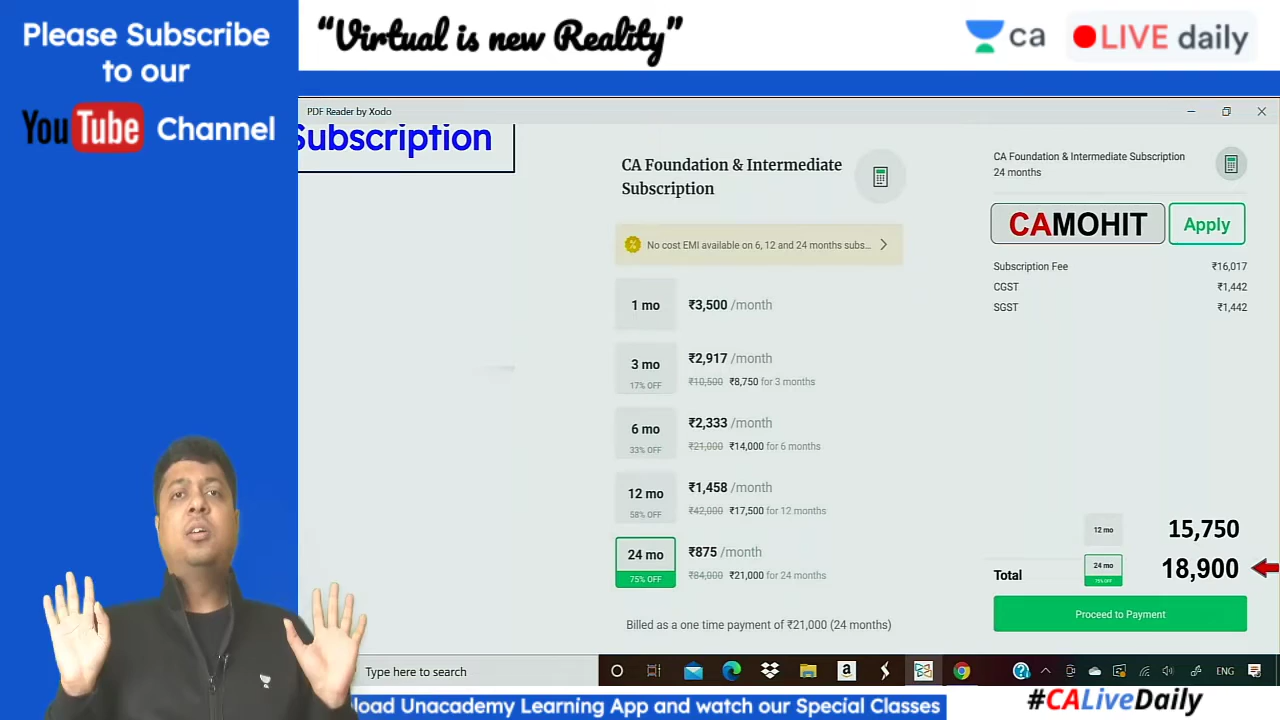 Please Subscribe
to our
YouTube Channel
“Virtual is new Reality”
ca
LIVE daily
PDF Reader by Xodo
Subscription
CA Foundation & Intermediate
Subscription
No cost EMI available on 6, 12 and 24 months subs...
1 mo
₹3,500 /month
3 mo
17% OFF
₹2,917 /month
₹10,500 ₹8,750 for 3 months
6 mo
33% OFF
₹2,333 /month
₹21,000 ₹14,000 for 6 months
12 mo
58% OFF
₹1,458 /month
₹42,000 ₹17,500 for 12 months
24 mo
75% OFF
₹875 /month
₹84,000 ₹21,000 for 24 months
Billed as a one time payment of ₹21,000 (24 months)
CA Foundation & Intermediate Subscription
24 months
CAMOHIT
Apply
Subscription Fee ₹16,017
CGST ₹1,442
SGST ₹1,442
12 mo 15,750
Total
24 mo
75% OFF
18,900
Proceed to Payment
Type here to search
ENG
load Unacademy Learning App and watch our Special Classes
#CALiveDaily